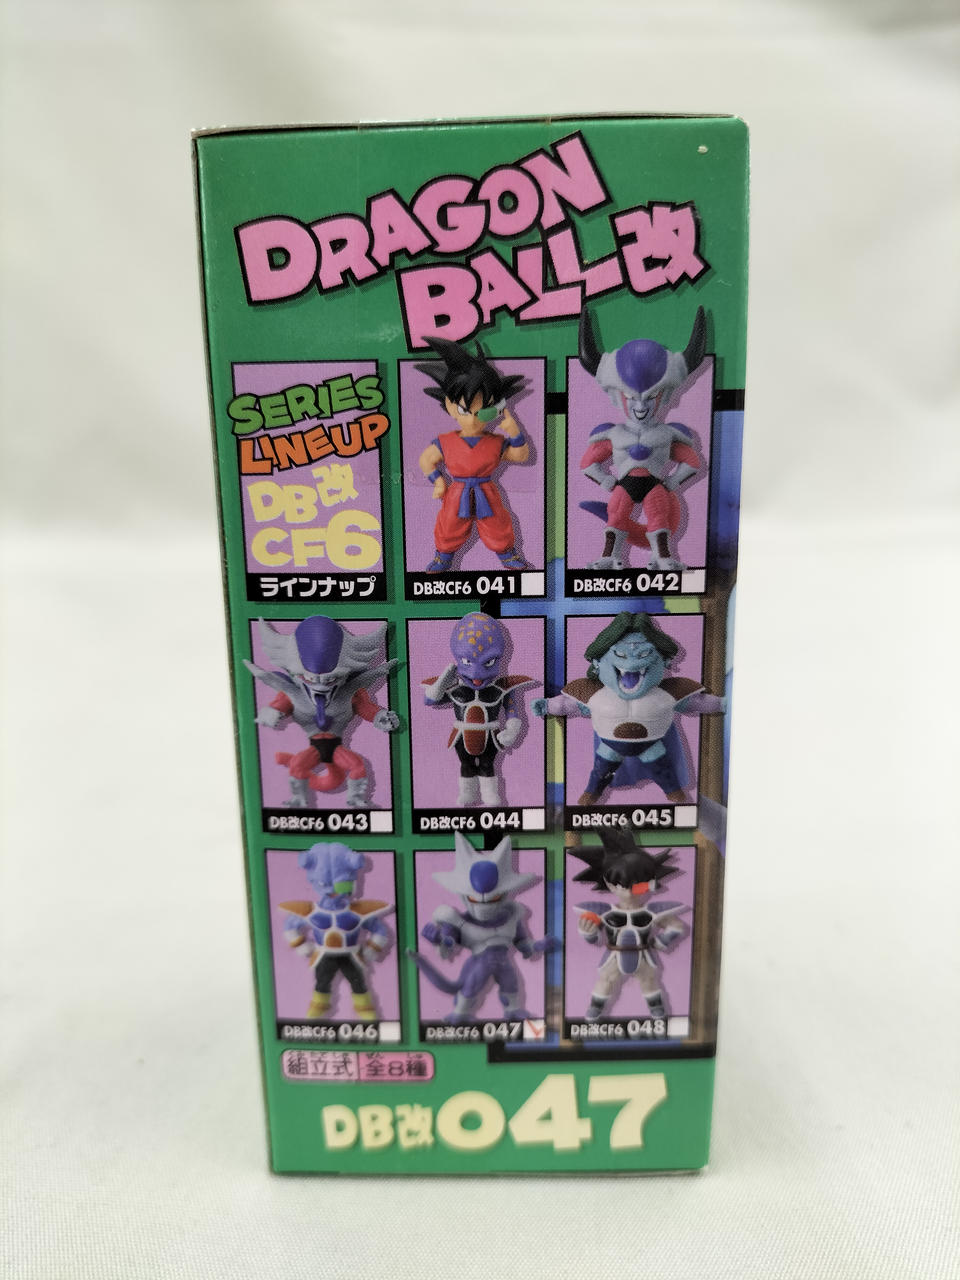 DRAGON
BALL改
SERIES
LINEUP
DB改
CF6
ラインナップ
DB改CF6 041
DB改CF6 042
DB改CF6 043
DB改CF6 044
DB改CF6 045
DB改CF6 046
DB改CF6 047
DB改CF6 048
組立式 全8種
DB改047